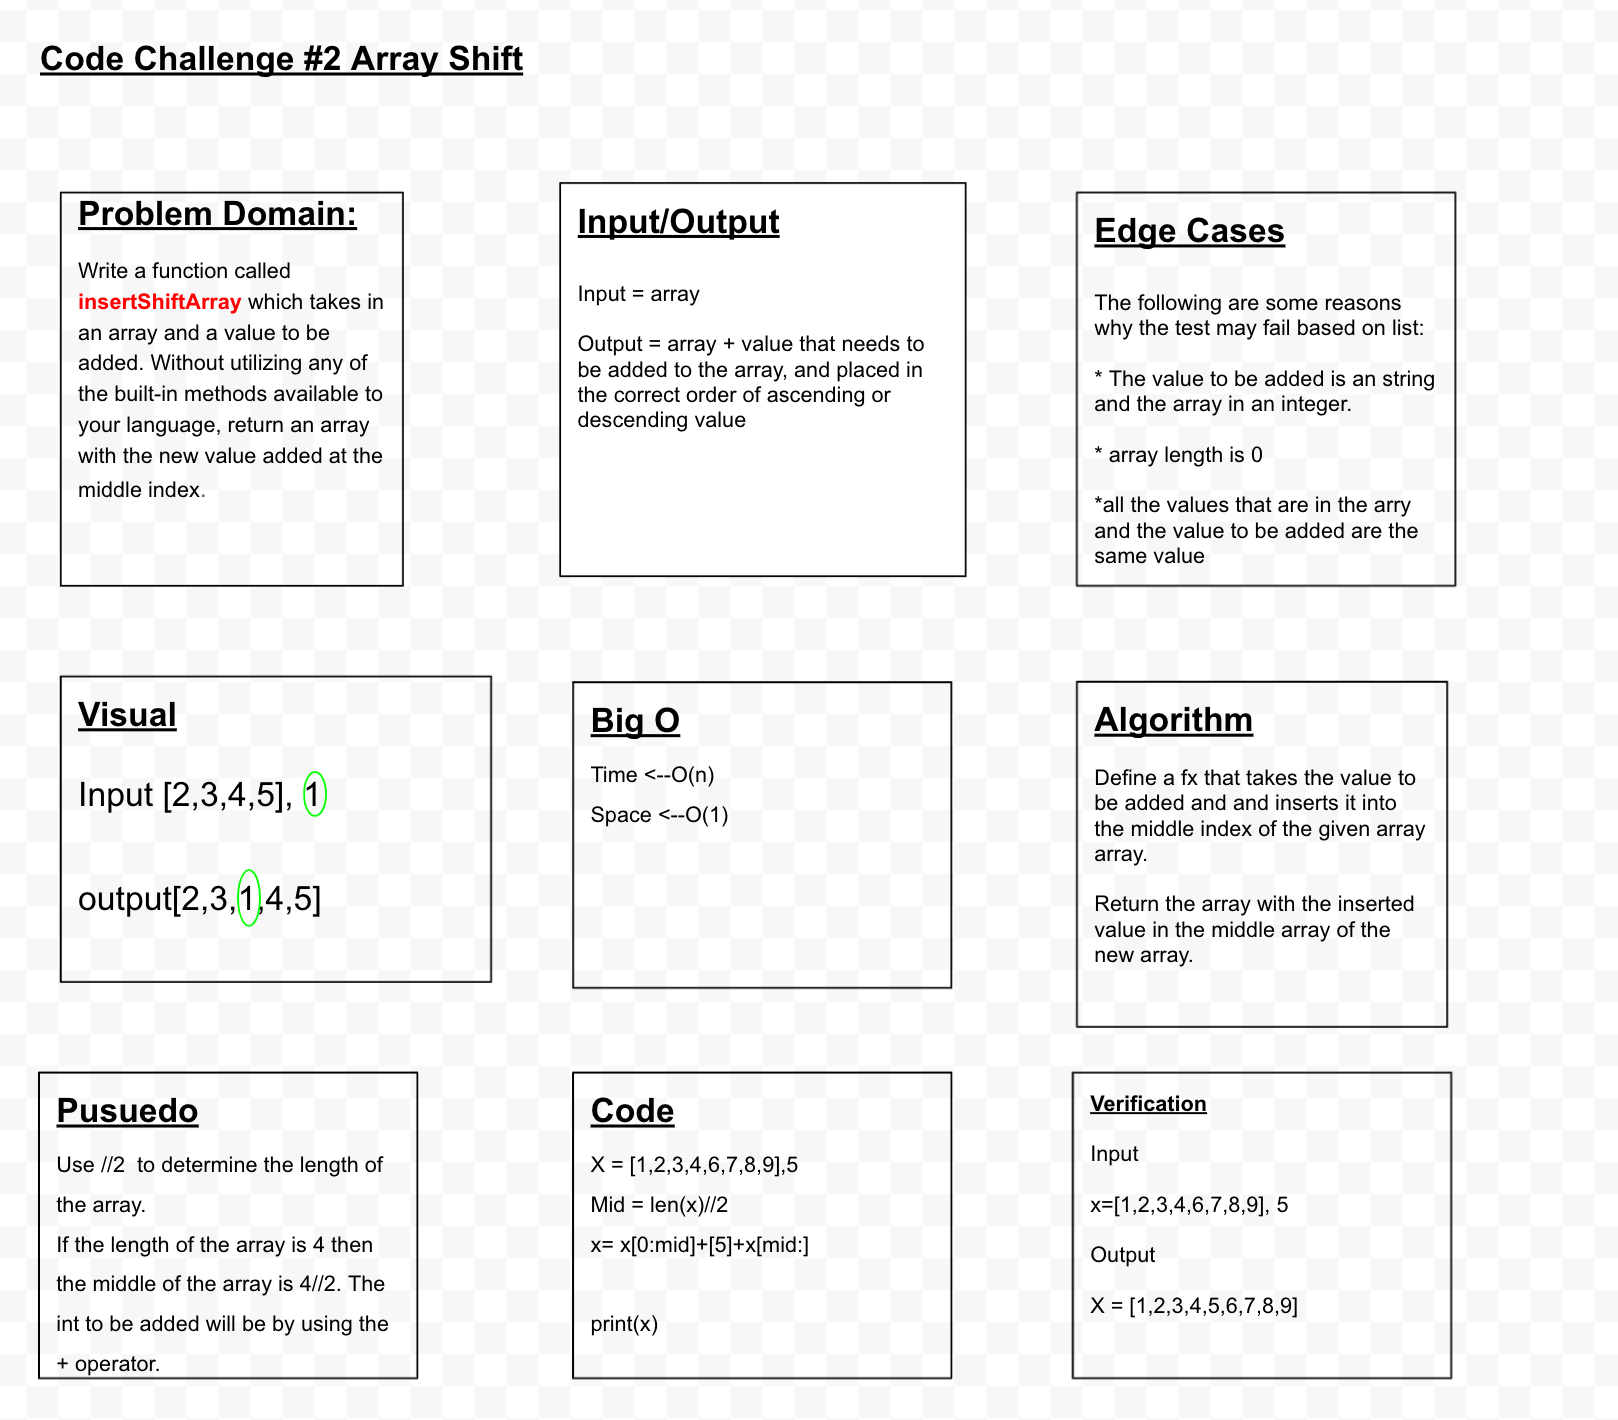 Code Challenge #2 Array Shift
Problem Domain:
Write a function called
insertShiftArray which takes in
an array and a value to be
added. Without utilizing any of
the built-in methods available to
your language, return an array
with the new value added at the
middle index.
Input/Output
Input = array
Output = array + value that needs to
be added to the array, and placed in
the correct order of ascending or
descending value
Edge Cases
The following are some reasons
why the test may fail based on list:
* The value to be added is an string
and the array in an integer.
* array length is 0
*all the values that are in the arry
and the value to be added are the
same value
Visual
Input [2,3,4,5], 1
output[2,3,1,4,5]
Big O
Time <--O(n)
Space <--O(1)
Algorithm
Define a fx that takes the value to
be added and and inserts it into
the middle index of the given array
array.
Return the array with the inserted
value in the middle array of the
new array.
Pusuedo
Use //2  to determine the length of
the array.
If the length of the array is 4 then
the middle of the array is 4//2. The
int to be added will be by using the
+ operator.
Code
X = [1,2,3,4,6,7,8,9],5
Mid = len(x)//2
x= x[0:mid]+[5]+x[mid:]
print(x)
Verification
Input
x=[1,2,3,4,6,7,8,9], 5
Output
X = [1,2,3,4,5,6,7,8,9]